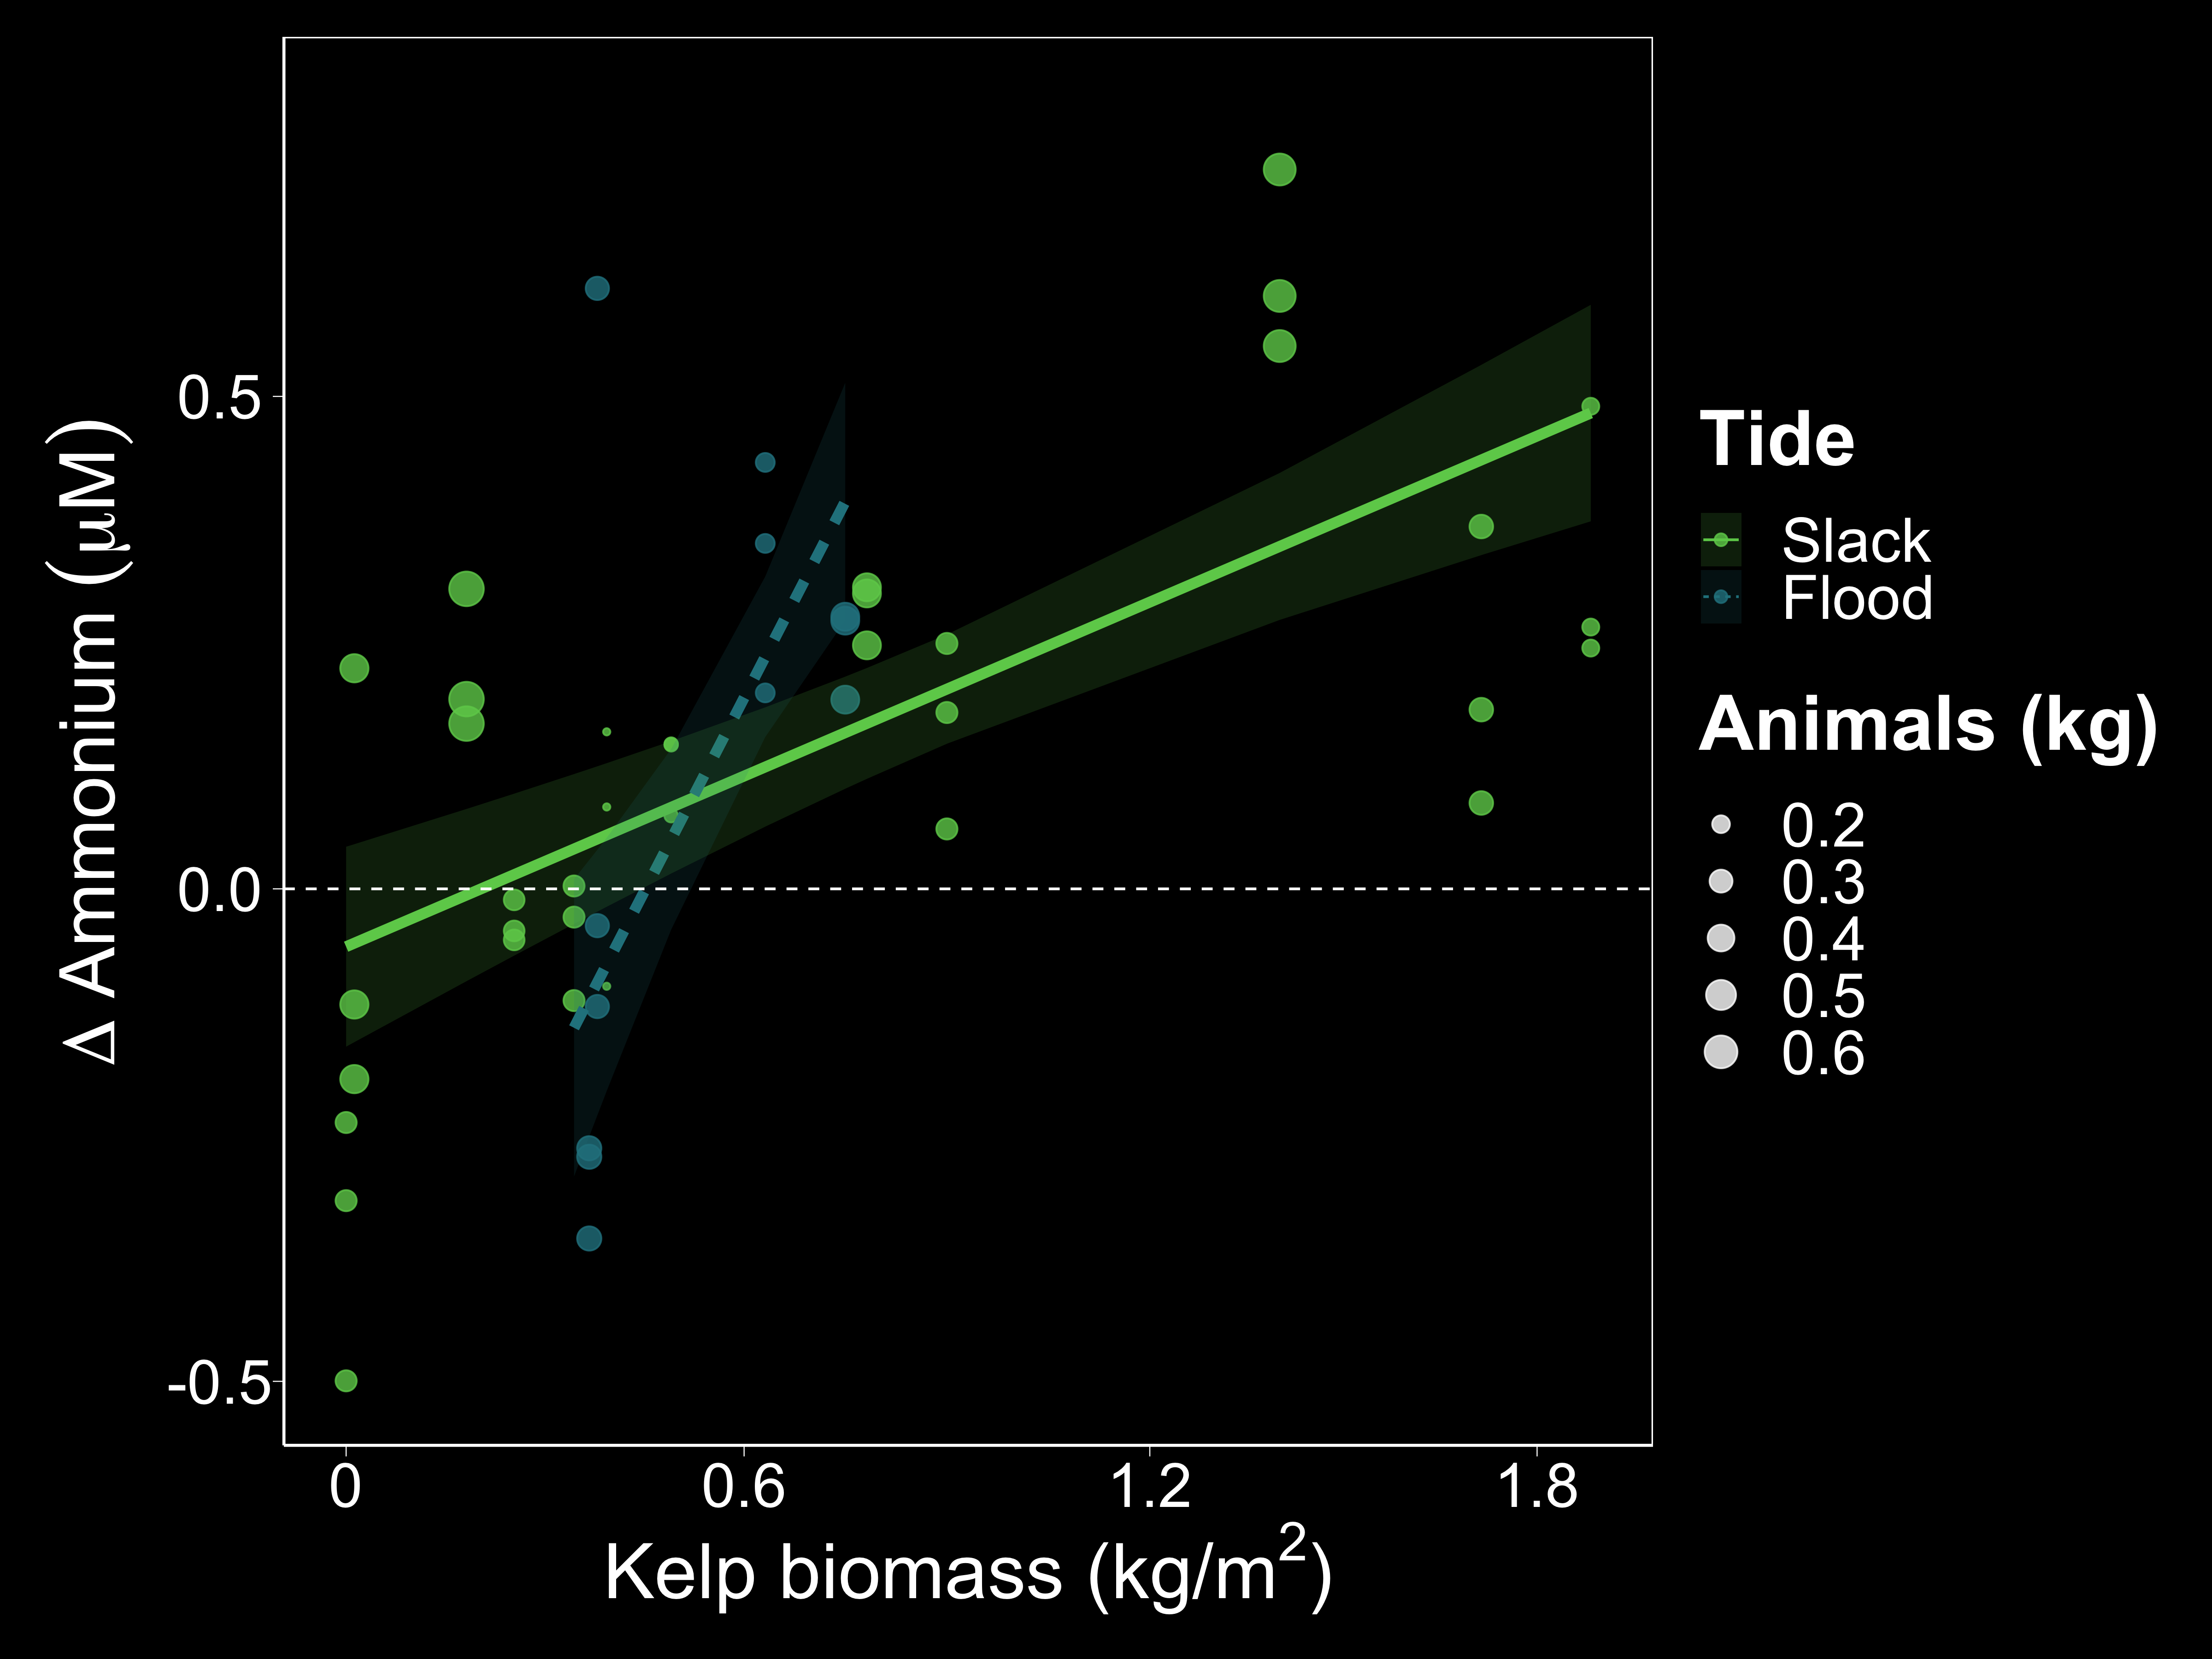 Δ Ammonium (μM)
0.5
0.0
-0.5
0
0.6
1.2
1.8
Kelp biomass (kg/m²)
Tide
Slack
Flood
Animals (kg)
0.2
0.3
0.4
0.5
0.6